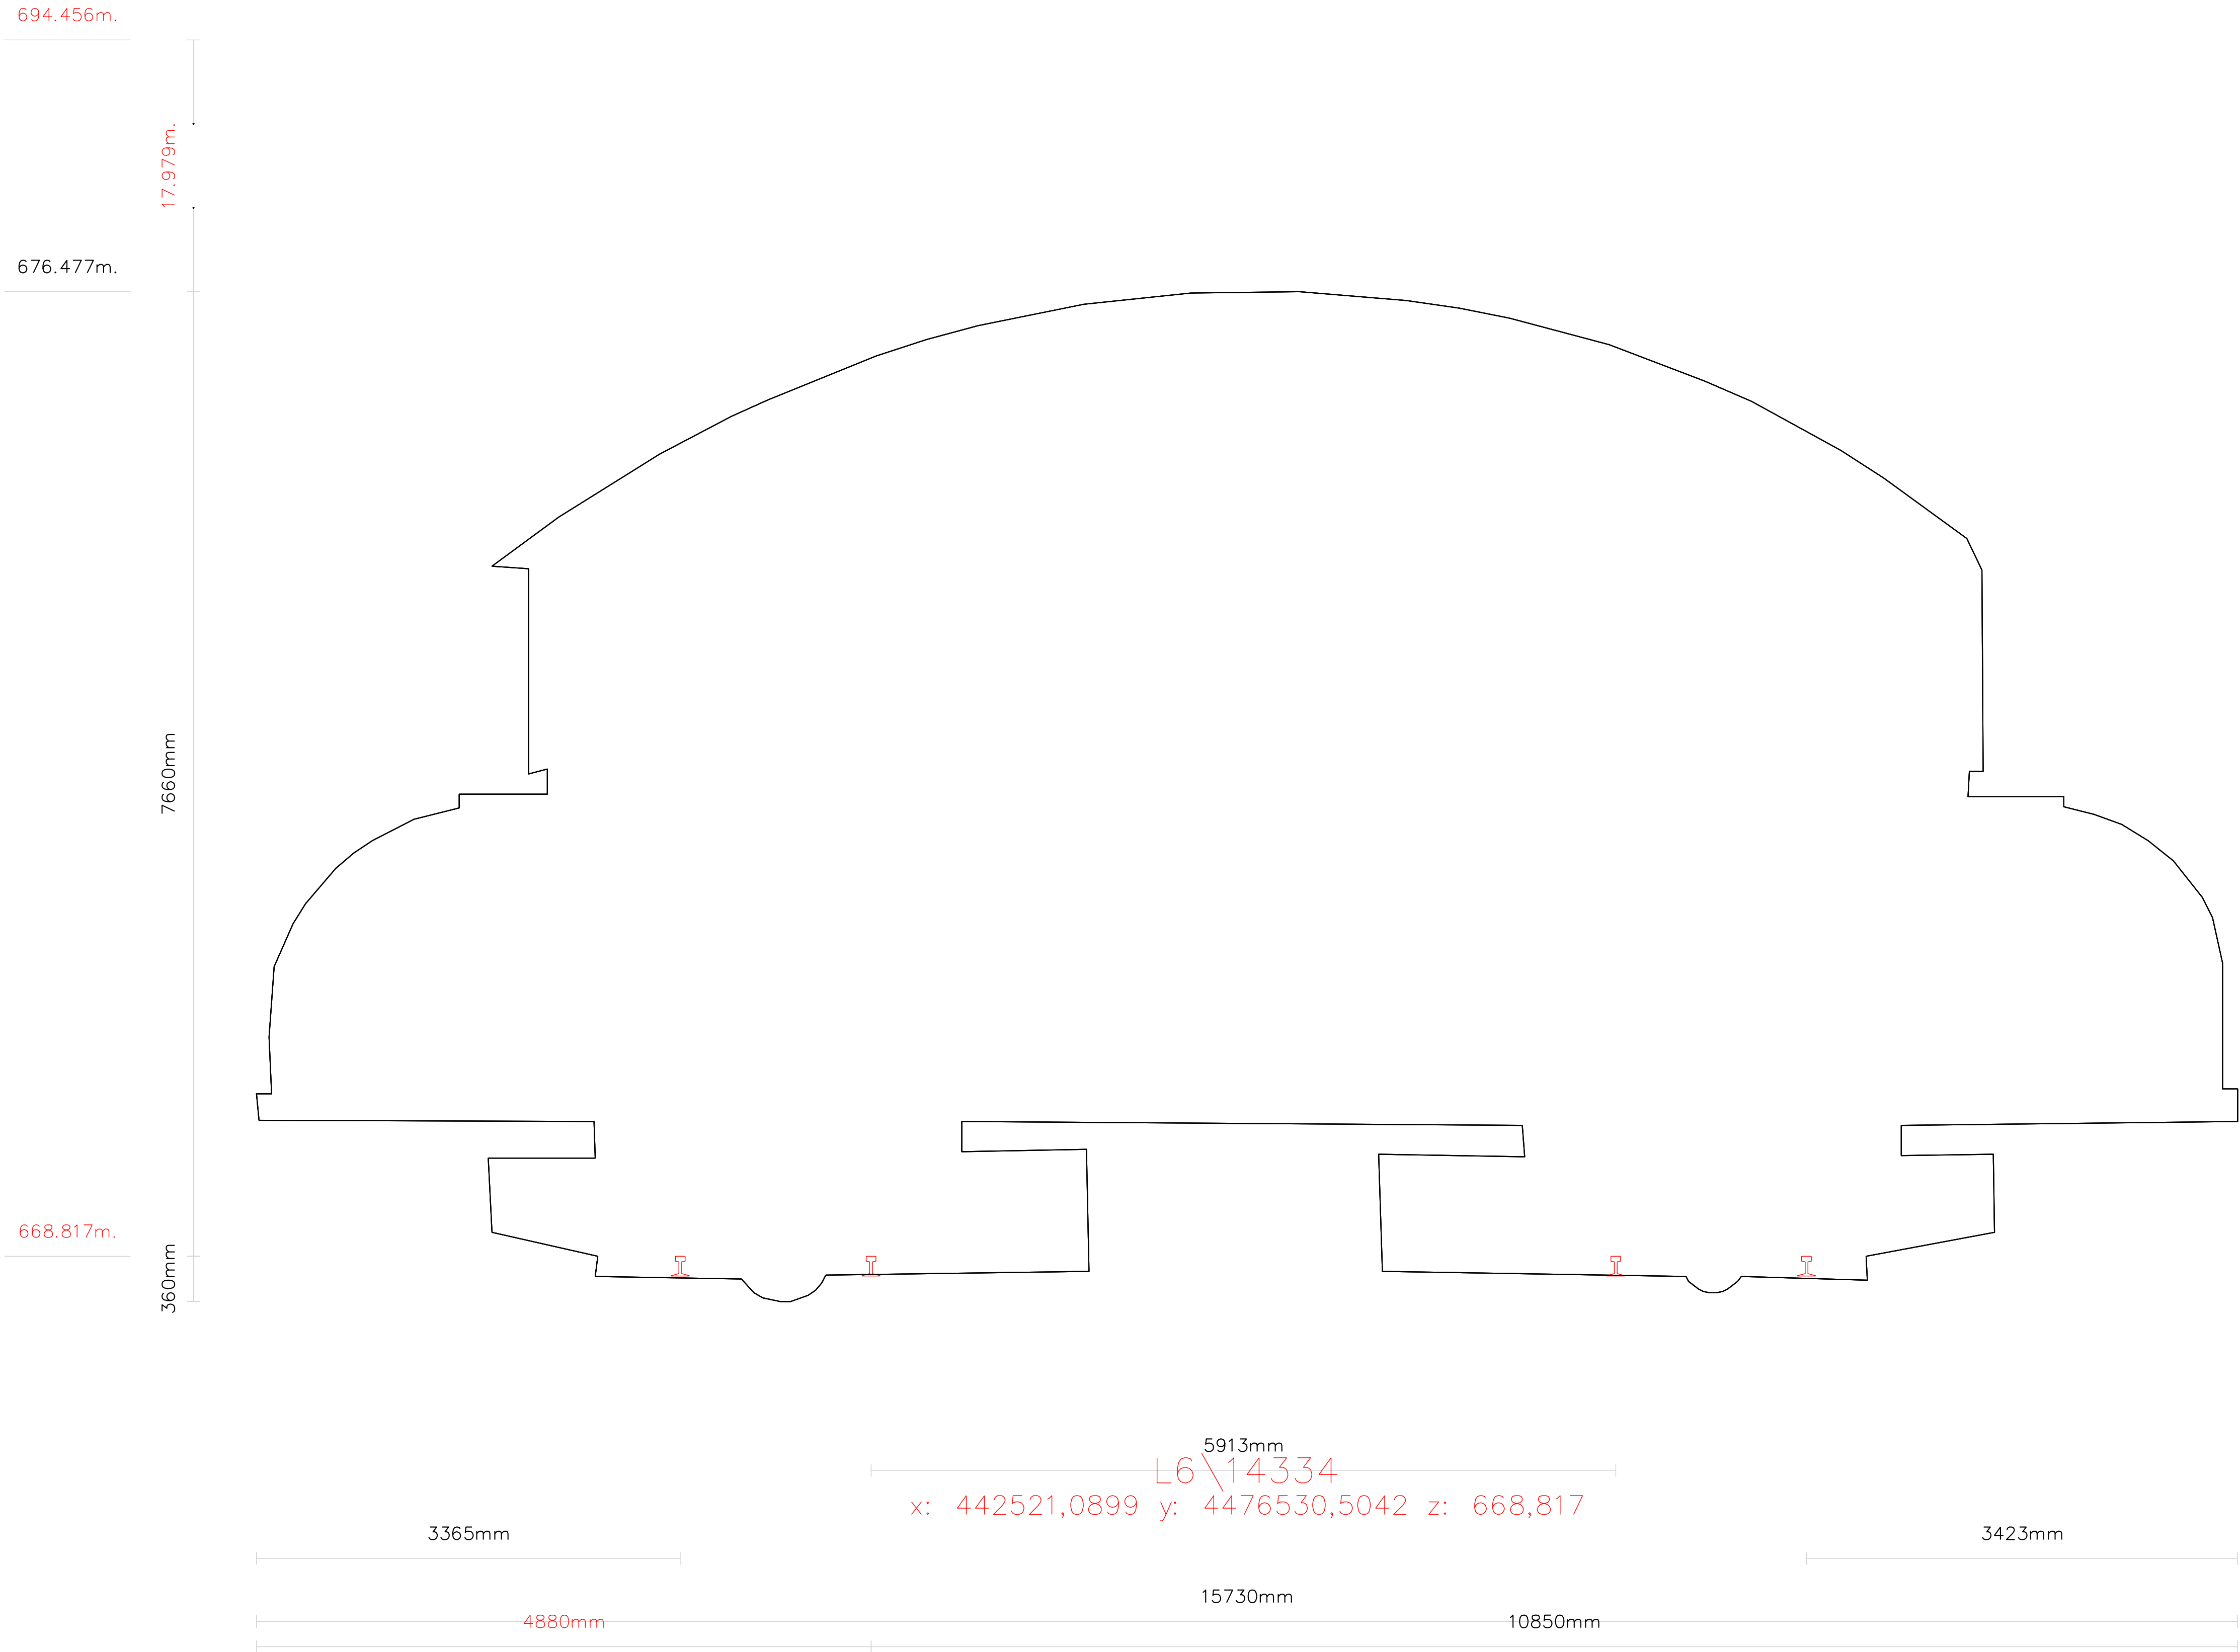 694.456m.
17.979m.
676.477m.
7660mm
668.817m.
360mm
5913mm
L6\14334
x: 442521,0899 y: 4476530,5042 z: 668,817
3365mm
3423mm
15730mm
4880mm
10850mm